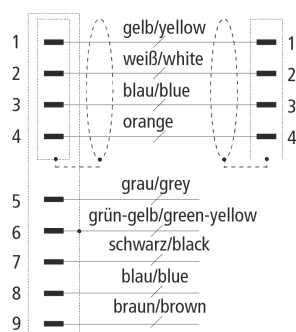 gelb/yellow
1 1
weiß/white
2 2
blau/blue
3 3
orange
4 4
grau/grey
5
grün-gelb/green-yellow
6
schwarz/black
7
blau/blue
8
braun/brown
9